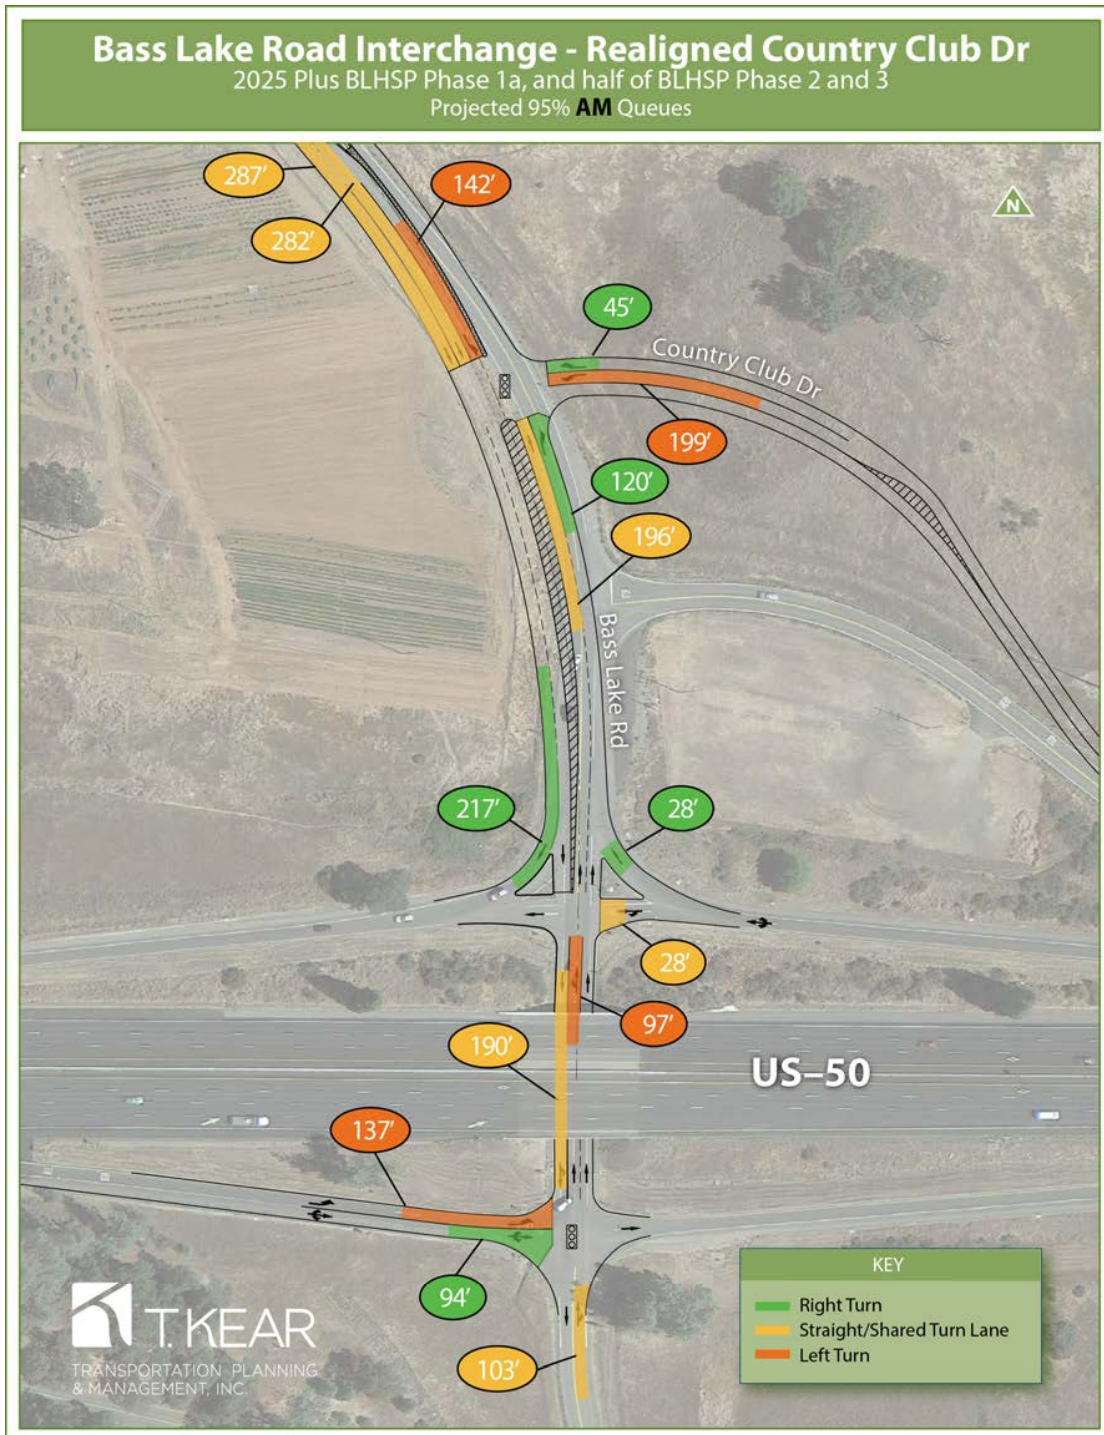 Bass Lake Road Interchange - Realigned Country Club Dr
2025 Plus BLHSP Phase 1a, and half of BLHSP Phase 2 and 3
Projected 95% AM Queues
287'
142'
N
282'
45'
Country Club Dr
199'
120'
196'
Bass Lake Rd
217'
28'
28'
97'
190'
US–50
137'
94'
103'
KEY
Right Turn
Straight/Shared Turn Lane
Left Turn
T.KEAR
TRANSPORTATION PLANNING
& MANAGEMENT, INC.